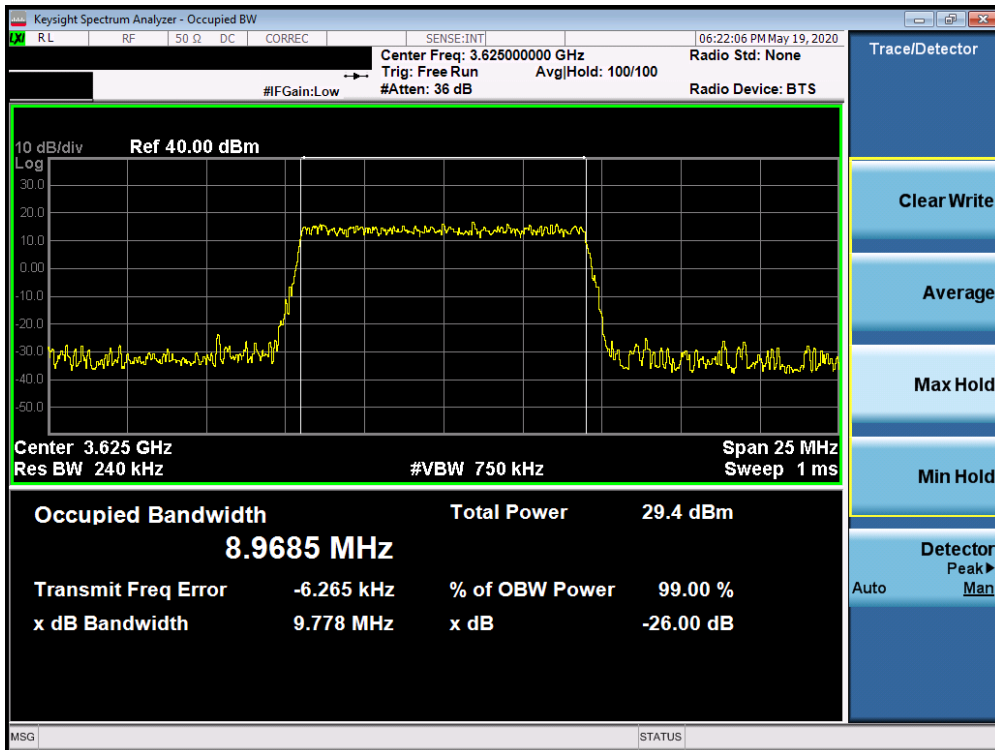 Keysight Spectrum Analyzer - Occupied BW
LXI RL RF 50 Ω DC CORREC SENSE:INT 06:22:06 PM May 19, 2020
Center Freq: 3.625000000 GHz Radio Std: None
Trig: Free Run Avg|Hold: 100/100
#IFGain:Low #Atten: 36 dB Radio Device: BTS
10 dB/div Ref 40.00 dBm
Log
30.0
20.0
10.0
0.00
-10.0
-20.0
-30.0
-40.0
-50.0
Center 3.625 GHz Span 25 MHz
Res BW 240 kHz #VBW 750 kHz Sweep 1 ms
Occupied Bandwidth Total Power 29.4 dBm
8.9685 MHz
Transmit Freq Error -6.265 kHz % of OBW Power 99.00 %
x dB Bandwidth 9.778 MHz x dB -26.00 dB
MSG STATUS
Trace/Detector
Clear Write
Average
Max Hold
Min Hold
Detector
Peak▶
Auto Man